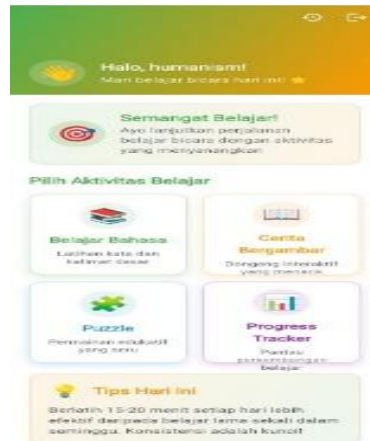 Halo, humanism!
Mari belajar bicara hari ini!
Semangat Belajar!
Ayo lanjutkan perjalanan
belajar bicara dengan aktivitas
yang menyenangkan
Pilih Aktivitas Belajar
Belajar Bahasa
Latihan kata dan
kalimat dasar
Cerita
Bergambar
Dongeng interaktif
yang menarik
Puzzle
Permainan edukatif
yang seru
Progress
Tracker
Pantau
perkembangan
belajar
Tips Hari Ini
Berlatih 15-20 menit setiap hari lebih
efektif daripada belajar lama sekali dalam
seminggu. Konsistensi adalah kunci!